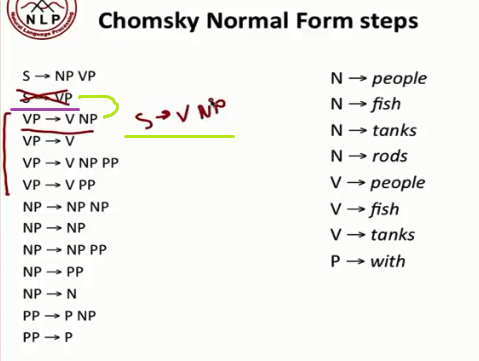 NLP
Natural Language Processing
Chomsky Normal Form steps
S → NP VP
S → VP
VP → V NP
S → V NP
VP → V
VP → V NP PP
VP → V PP
NP → NP NP
NP → NP
NP → NP PP
NP → PP
NP → N
PP → P NP
PP → P
N → people
N → fish
N → tanks
N → rods
V → people
V → fish
V → tanks
P → with